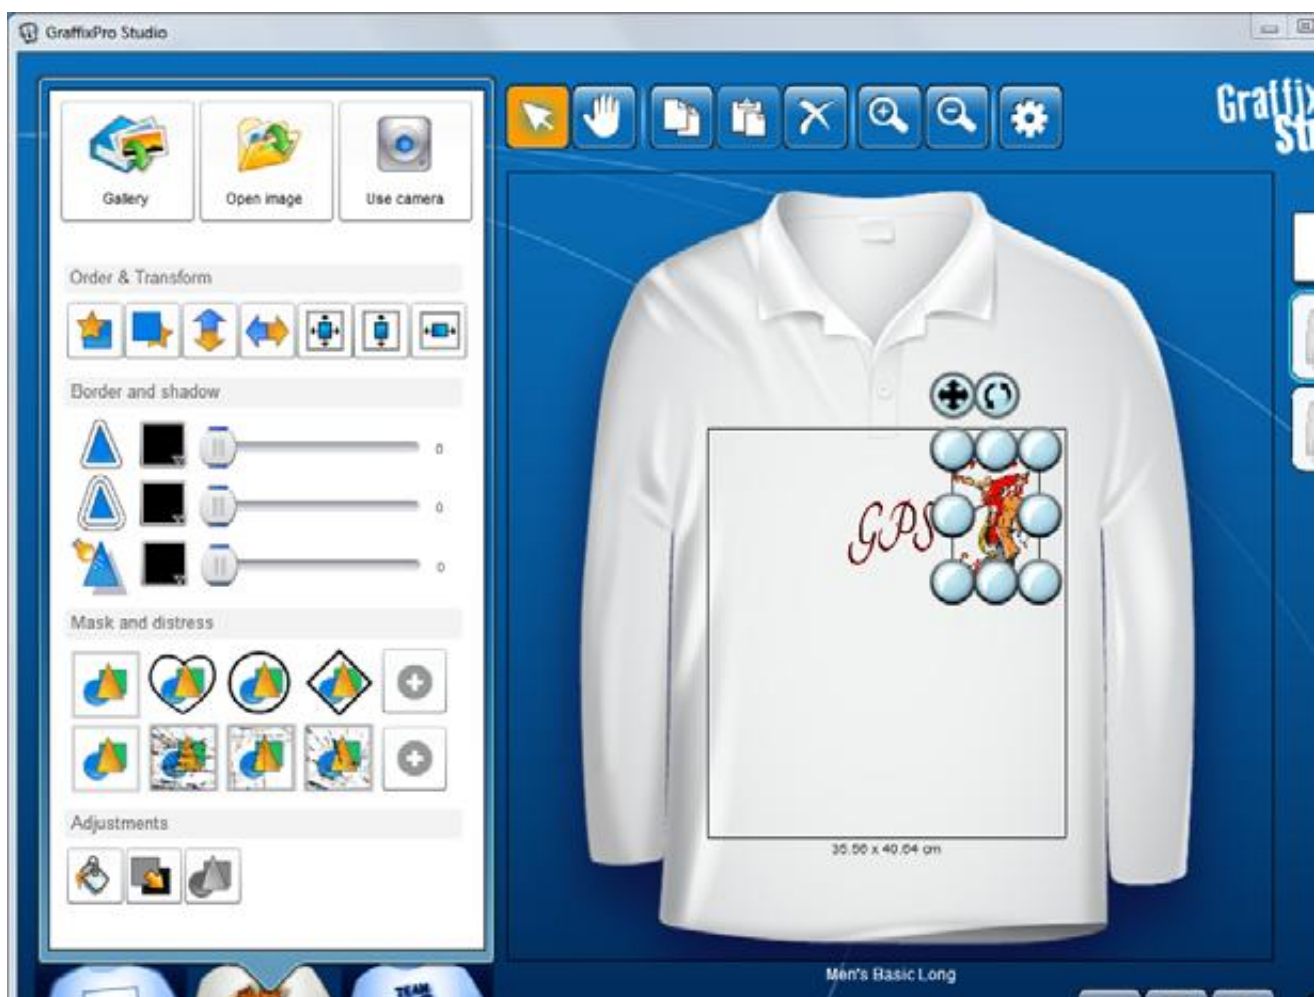 GraffixPro Studio
Gallery
Open image
Use camera
Order & Transform
Border and shadow
0
0
0
Mask and distress
Adjustments
GPS
35.56 x 40.64 cm
Men's Basic Long
TEAM